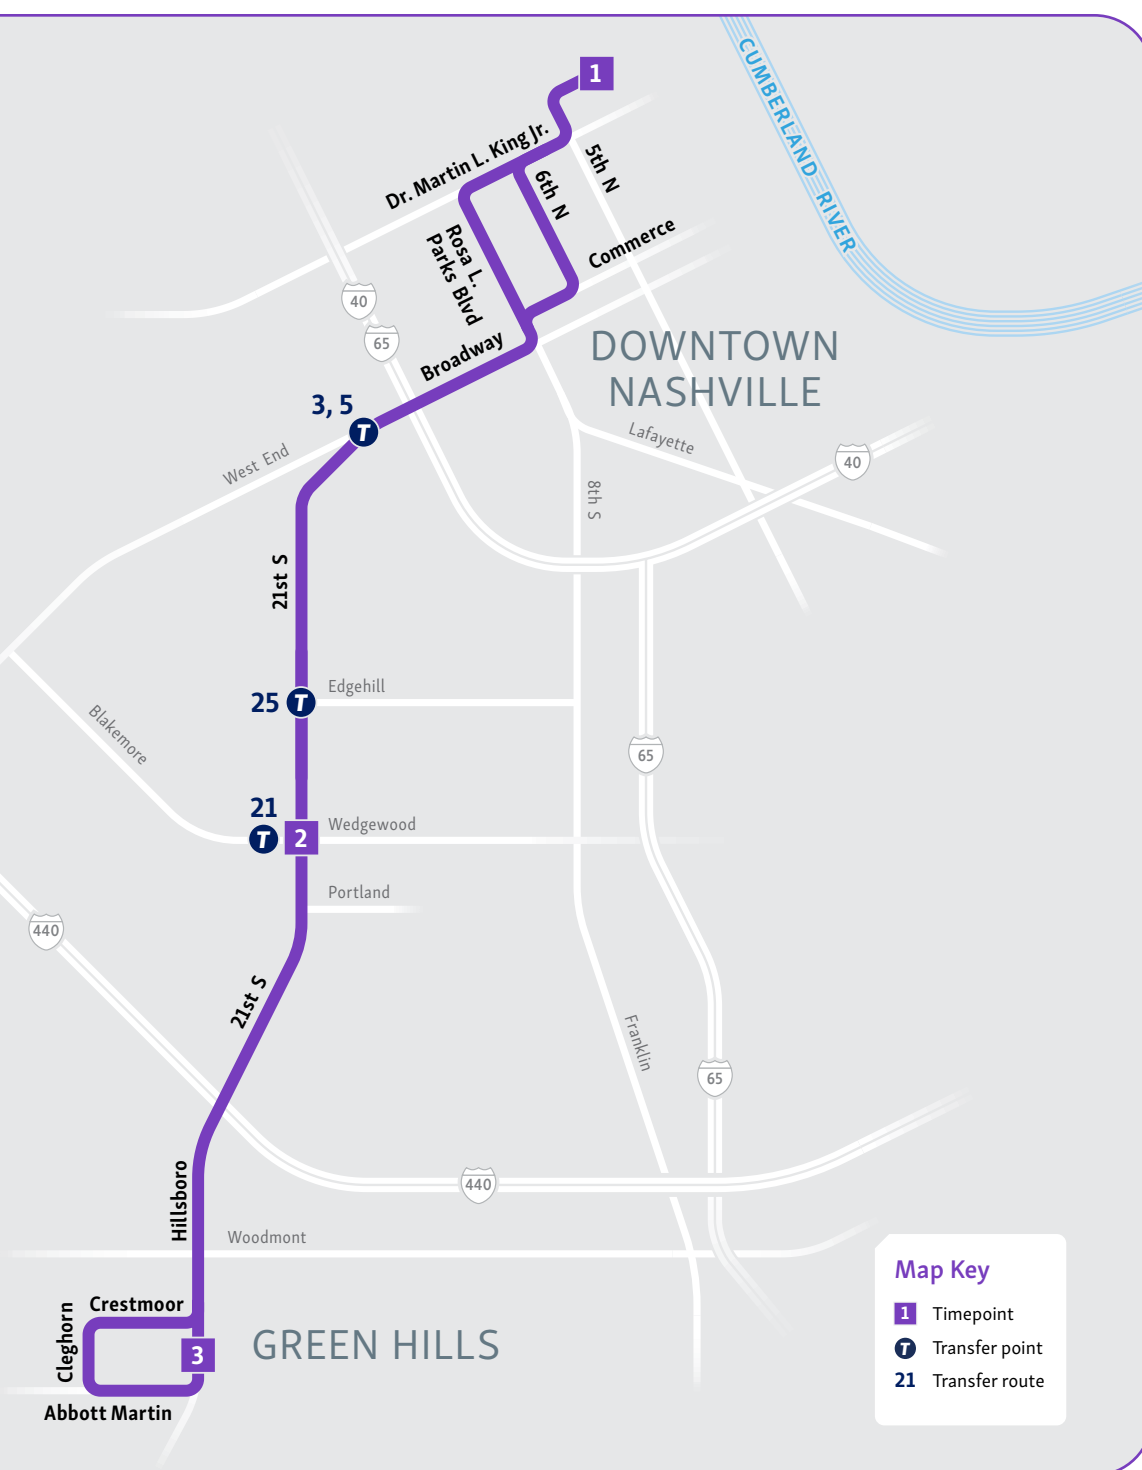 1
CUMBERLAND RIVER
Dr. Martin L. King Jr.
5th N
6th N
Rosa L.
Parks Blvd
Commerce
40
65
Broadway
DOWNTOWN
NASHVILLE
3, 5
T
West End
Lafayette
40
8th S
21st S
Edgehill
25
T
Blakemore
65
21
T
2
Wedgewood
Portland
440
21st S
Franklin
65
Hillsboro
440
Woodmont
Crestmoor
Cleghorn
3
GREEN HILLS
Abbott Martin
Map Key
1 Timepoint
T Transfer point
21 Transfer route